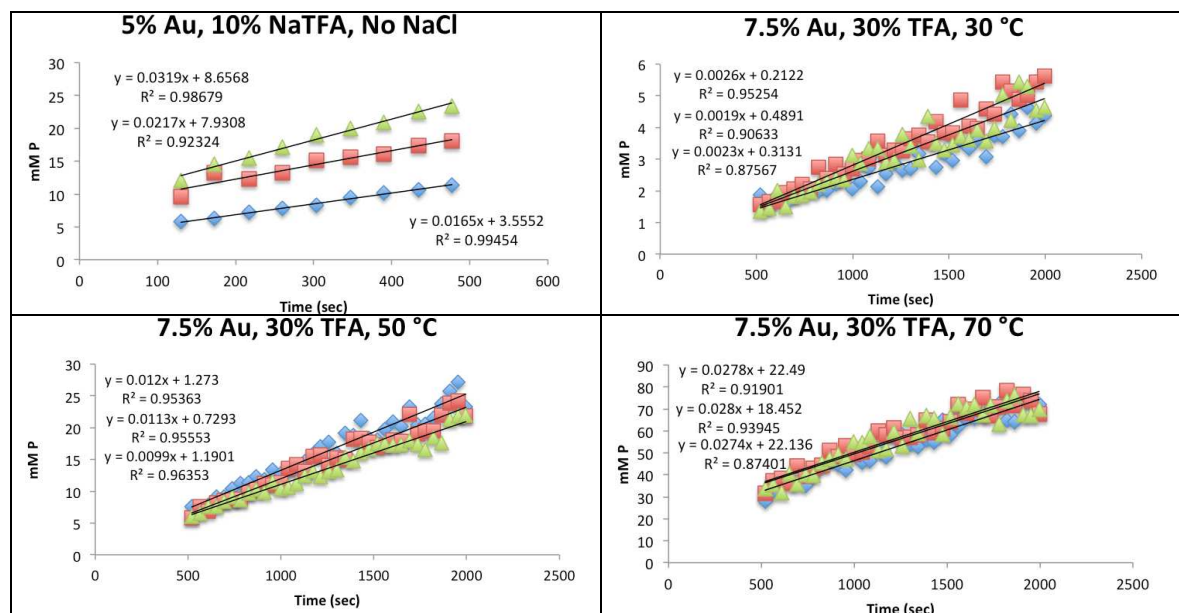 5% Au, 10% NaTFA, No NaCl
30
25
20
15
10
5
0
mM P
y = 0.0319x + 8.6568
R² = 0.98679
y = 0.0217x + 7.9308
R² = 0.92324
y = 0.0165x + 3.5552
R² = 0.99454
0 100 200 300 400 500 600
Time (sec)
7.5% Au, 30% TFA, 30 °C
6
5
4
3
2
1
0
mM P
y = 0.0026x + 0.2122
R² = 0.95254
y = 0.0019x + 0.4891
R² = 0.90633
y = 0.0023x + 0.3131
R² = 0.87567
0 500 1000 1500 2000 2500
Time (sec)
7.5% Au, 30% TFA, 50 °C
30
25
20
15
10
5
0
mM P
y = 0.012x + 1.273
R² = 0.95363
y = 0.0113x + 0.7293
R² = 0.95553
y = 0.0099x + 1.1901
R² = 0.96353
0 500 1000 1500 2000 2500
Time (sec)
7.5% Au, 30% TFA, 70 °C
90
80
70
60
50
40
30
20
10
0
mM P
y = 0.0278x + 22.49
R² = 0.91901
y = 0.028x + 18.452
R² = 0.93945
y = 0.0274x + 22.136
R² = 0.87401
0 500 1000 1500 2000 2500
Time (sec)